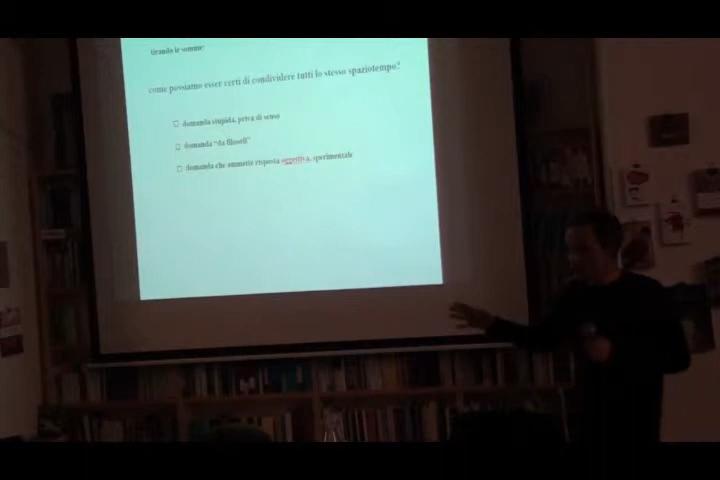 tirando le somme:
come possiamo esser certi di condividere tutti lo stesso spaziotempo?
domanda stupida, priva di senso
domanda "da filosofi"
domanda che ammette risposta oggettiva, sperimentale